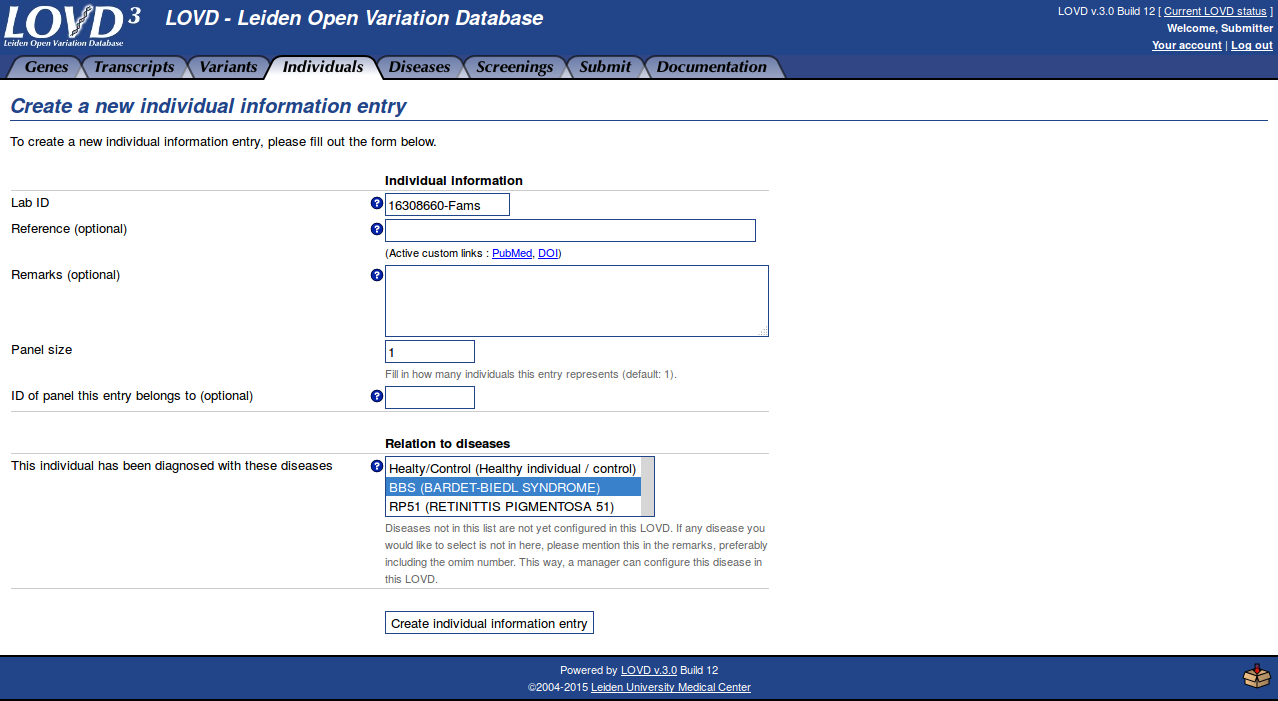 LOVD3
Leiden Open Variation Database
LOVD - Leiden Open Variation Database
LOVD v.3.0 Build 12 [ Current LOVD status ]
Welcome, Submitter
Your account | Log out
Genes Transcripts Variants Individuals Diseases Screenings Submit Documentation
Create a new individual information entry
To create a new individual information entry, please fill out the form below.
Individual information
Lab ID ? 16308660-Fams
Reference (optional) ?
(Active custom links : PubMed, DOI)
Remarks (optional) ?
Panel size 1
Fill in how many individuals this entry represents (default: 1).
ID of panel this entry belongs to (optional) ?
Relation to diseases
This individual has been diagnosed with these diseases ? Healty/Control (Healthy individual / control)
BBS (BARDET-BIEDL SYNDROME)
RP51 (RETINITTIS PIGMENTOSA 51)
Diseases not in this list are not yet configured in this LOVD. If any disease you
would like to select is not in here, please mention this in the remarks, preferably
including the omim number. This way, a manager can configure this disease in
this LOVD.
Create individual information entry
Powered by LOVD v.3.0 Build 12
©2004-2015 Leiden University Medical Center